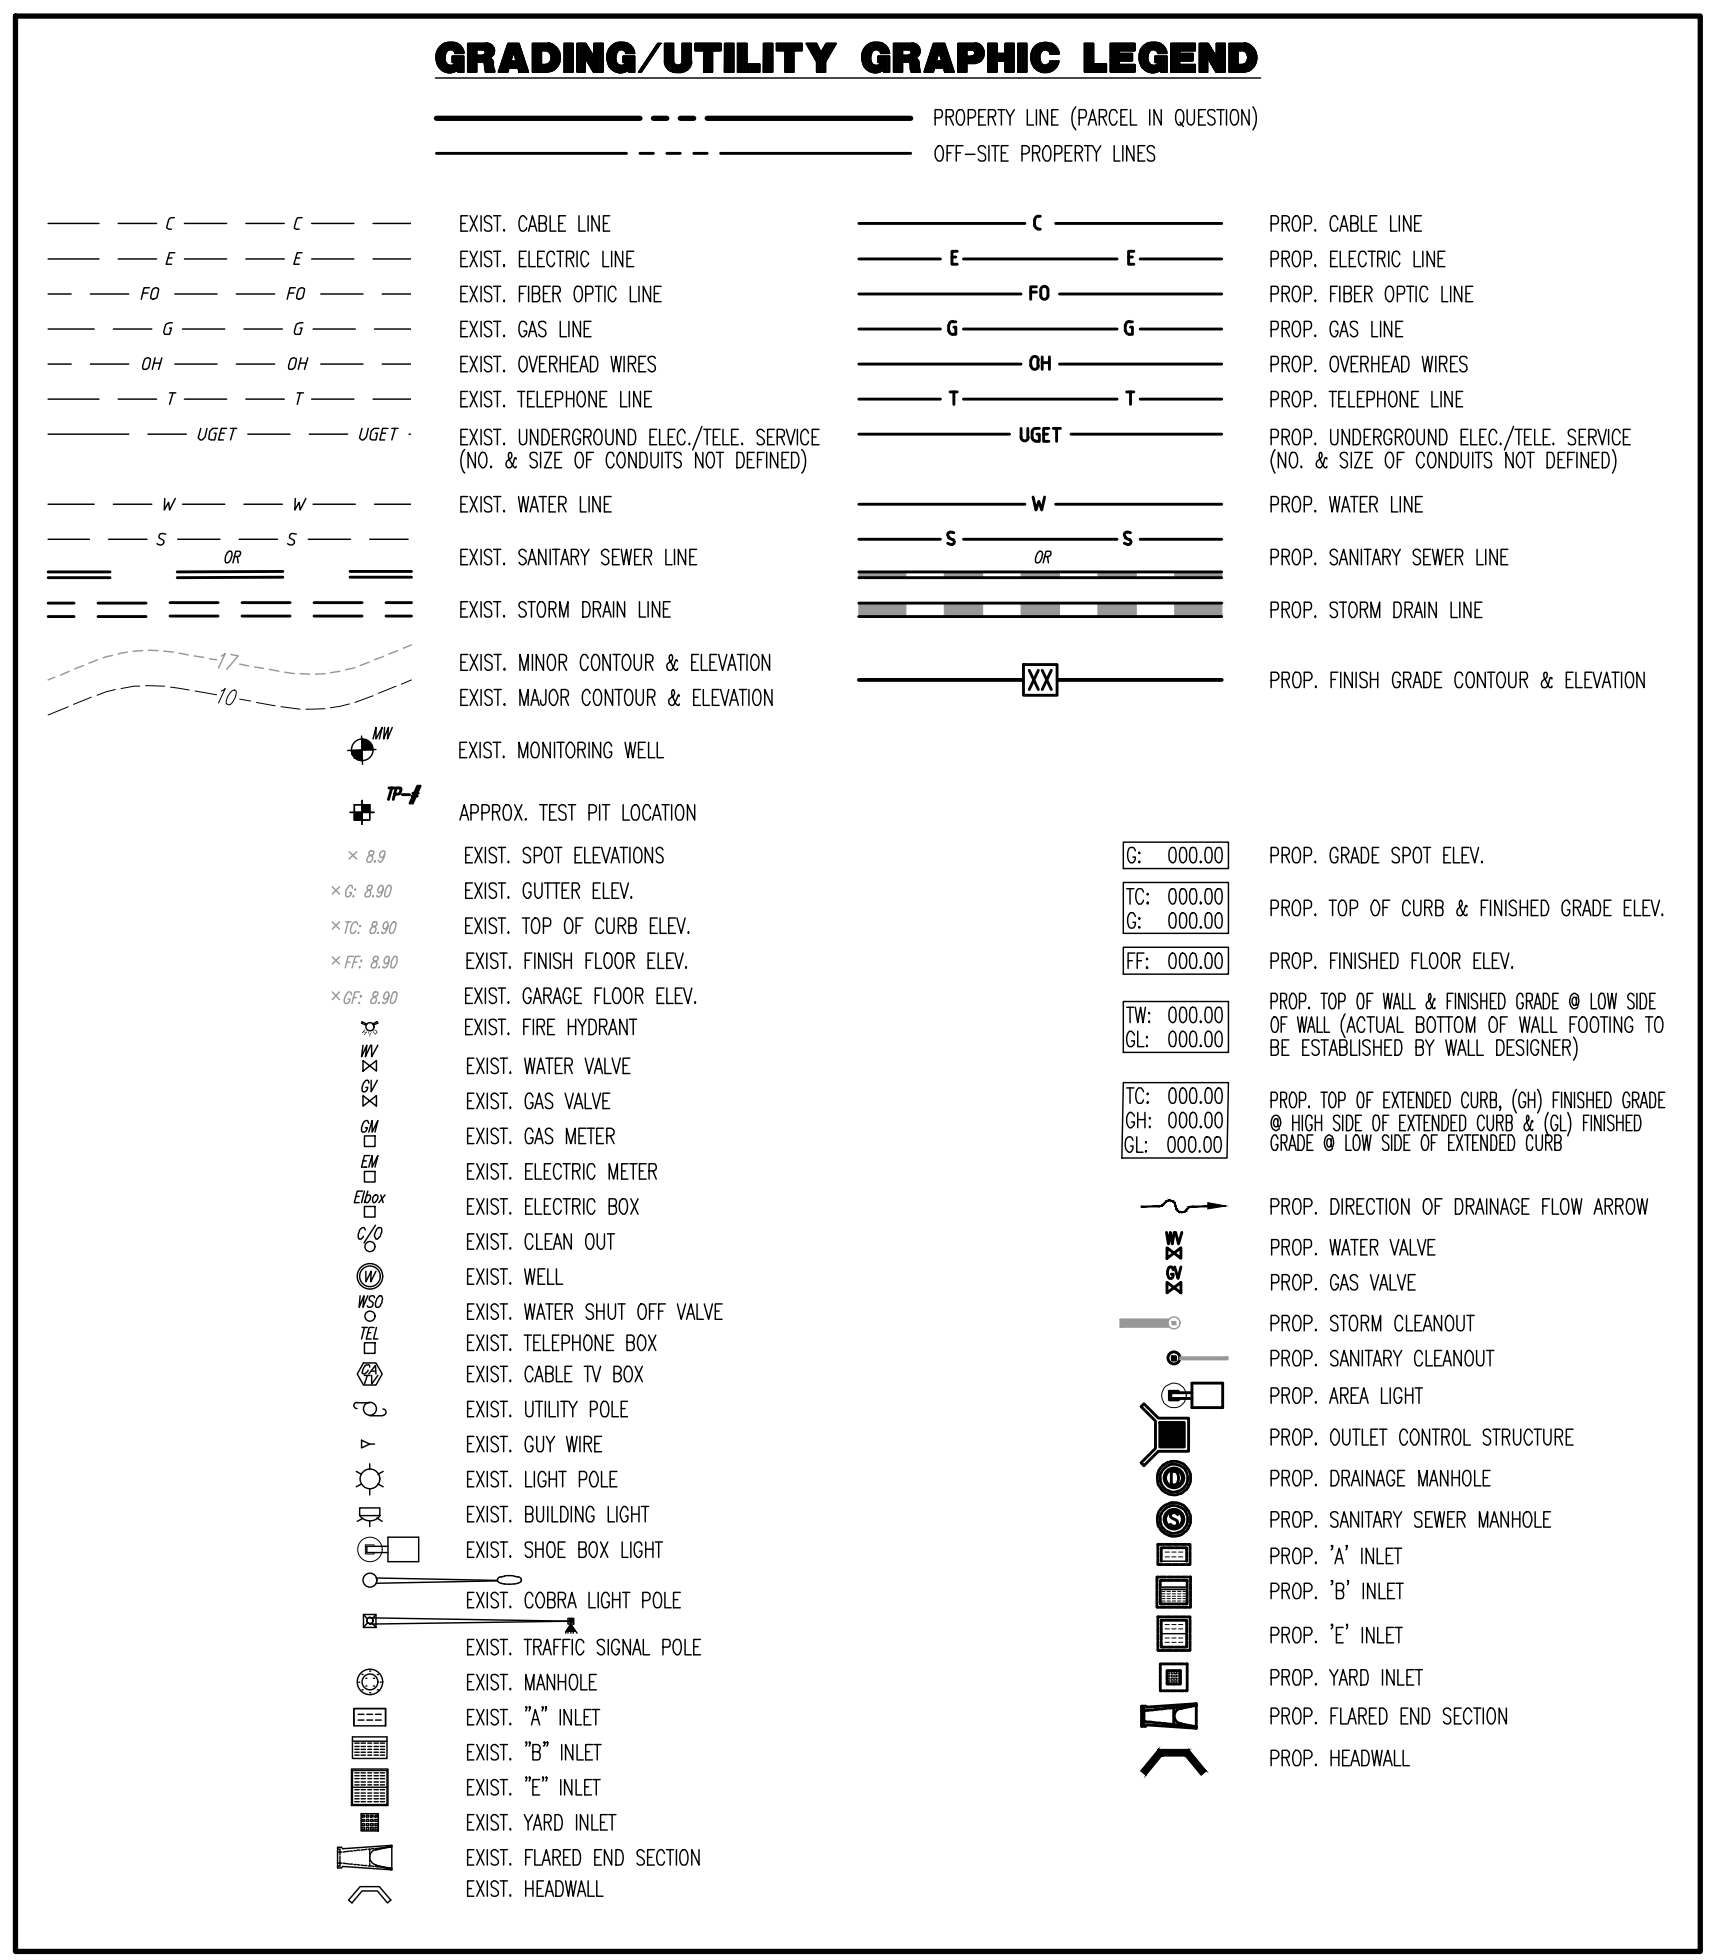 GRADING/UTILITY GRAPHIC LEGEND
PROPERTY LINE (PARCEL IN QUESTION)
OFF-SITE PROPERTY LINES
C C EXIST. CABLE LINE
E E EXIST. ELECTRIC LINE
FO FO EXIST. FIBER OPTIC LINE
G G EXIST. GAS LINE
OH OH EXIST. OVERHEAD WIRES
T T EXIST. TELEPHONE LINE
UGET UGET EXIST. UNDERGROUND ELEC./TELE. SERVICE
(NO. & SIZE OF CONDUITS NOT DEFINED)
W W EXIST. WATER LINE
S S
OR
EXIST. SANITARY SEWER LINE
EXIST. STORM DRAIN LINE
17
EXIST. MINOR CONTOUR & ELEVATION
10
EXIST. MAJOR CONTOUR & ELEVATION
MW
EXIST. MONITORING WELL
TP-#
APPROX. TEST PIT LOCATION
× 8.9 EXIST. SPOT ELEVATIONS
×G: 8.90 EXIST. GUTTER ELEV.
×TC: 8.90 EXIST. TOP OF CURB ELEV.
×FF: 8.90 EXIST. FINISH FLOOR ELEV.
×GF: 8.90 EXIST. GARAGE FLOOR ELEV.
EXIST. FIRE HYDRANT
WV
EXIST. WATER VALVE
GV
EXIST. GAS VALVE
GM
EXIST. GAS METER
EM
EXIST. ELECTRIC METER
Elbox
EXIST. ELECTRIC BOX
C/O
EXIST. CLEAN OUT
W EXIST. WELL
WSO
EXIST. WATER SHUT OFF VALVE
TEL
EXIST. TELEPHONE BOX
CA
TV
EXIST. CABLE TV BOX
EXIST. UTILITY POLE
EXIST. GUY WIRE
EXIST. LIGHT POLE
EXIST. BUILDING LIGHT
EXIST. SHOE BOX LIGHT
EXIST. COBRA LIGHT POLE
EXIST. TRAFFIC SIGNAL POLE
EXIST. MANHOLE
EXIST. "A" INLET
EXIST. "B" INLET
EXIST. "E" INLET
EXIST. YARD INLET
EXIST. FLARED END SECTION
EXIST. HEADWALL
C PROP. CABLE LINE
E E PROP. ELECTRIC LINE
FO PROP. FIBER OPTIC LINE
G G PROP. GAS LINE
OH PROP. OVERHEAD WIRES
T T PROP. TELEPHONE LINE
UGET PROP. UNDERGROUND ELEC./TELE. SERVICE
(NO. & SIZE OF CONDUITS NOT DEFINED)
W PROP. WATER LINE
S S
OR
PROP. SANITARY SEWER LINE
PROP. STORM DRAIN LINE
XX PROP. FINISH GRADE CONTOUR & ELEVATION
G: 000.00 PROP. GRADE SPOT ELEV.
TC: 000.00
G: 000.00
PROP. TOP OF CURB & FINISHED GRADE ELEV.
FF: 000.00 PROP. FINISHED FLOOR ELEV.
TW: 000.00
GL: 000.00
PROP. TOP OF WALL & FINISHED GRADE @ LOW SIDE
OF WALL (ACTUAL BOTTOM OF WALL FOOTING TO
BE ESTABLISHED BY WALL DESIGNER)
TC: 000.00
GH: 000.00
GL: 000.00
PROP. TOP OF EXTENDED CURB, (GH) FINISHED GRADE
@ HIGH SIDE OF EXTENDED CURB & (GL) FINISHED
GRADE @ LOW SIDE OF EXTENDED CURB
PROP. DIRECTION OF DRAINAGE FLOW ARROW
WV
PROP. WATER VALVE
GV
PROP. GAS VALVE
PROP. STORM CLEANOUT
PROP. SANITARY CLEANOUT
PROP. AREA LIGHT
PROP. OUTLET CONTROL STRUCTURE
D PROP. DRAINAGE MANHOLE
S PROP. SANITARY SEWER MANHOLE
PROP. 'A' INLET
PROP. 'B' INLET
PROP. 'E' INLET
PROP. YARD INLET
PROP. FLARED END SECTION
PROP. HEADWALL